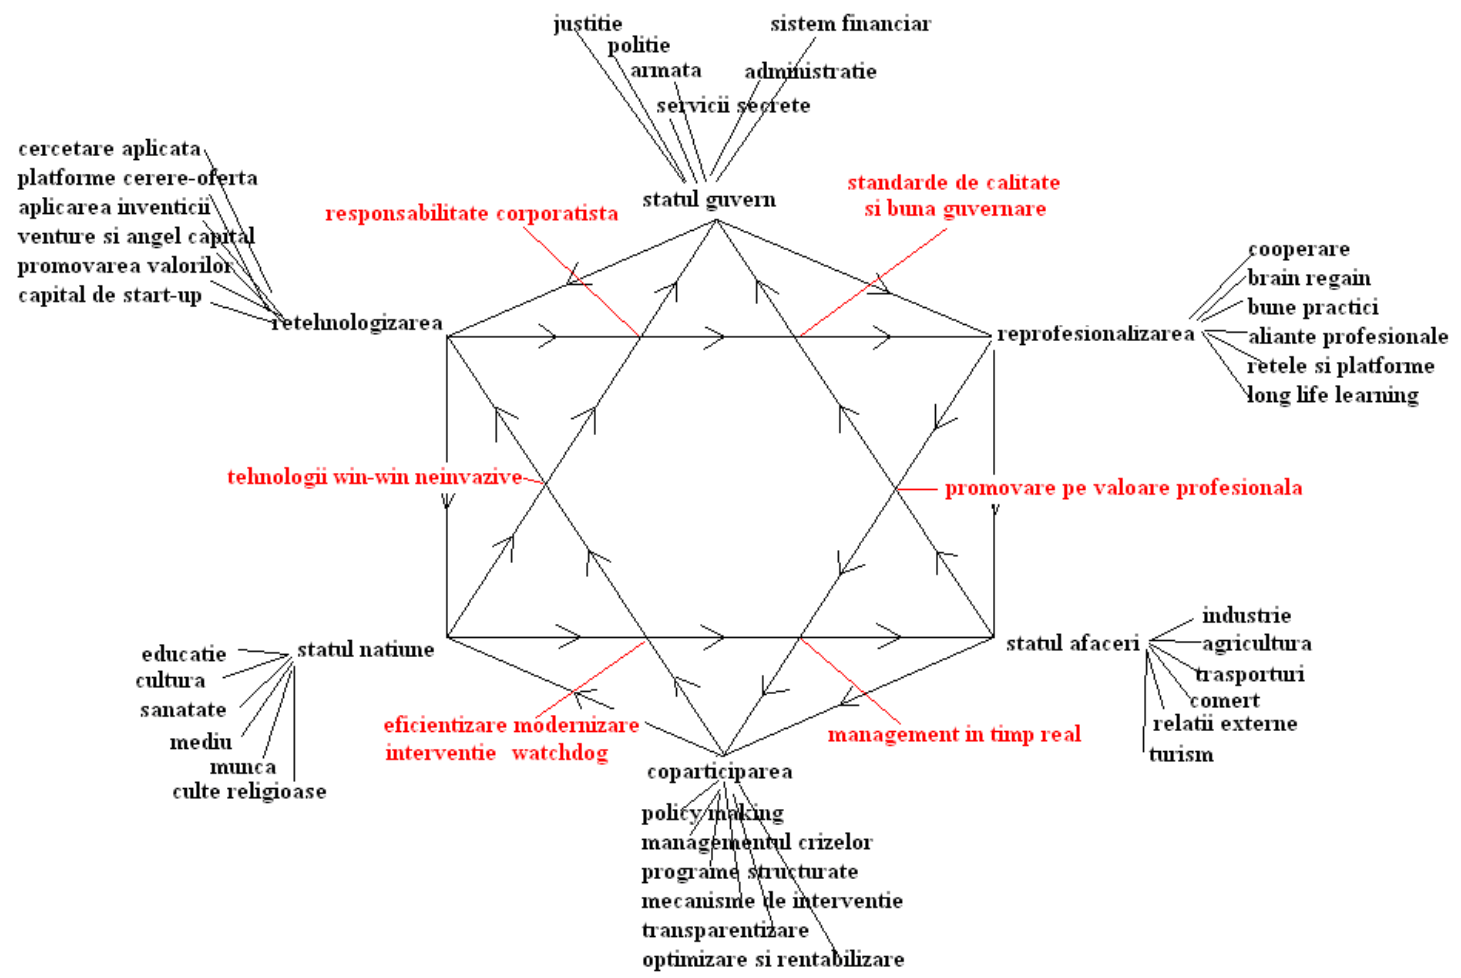 justitie
sistem financiar
politie
armata
administratie
servicii secrete
cercetare aplicata
platforme cerere-oferta
aplicarea inventicii
venture si angel capital
promovarea valorilor
capital de start-up
retehnologizarea
responsabilitate corporatista
statul guvern
standarde de calitate
si buna guvernare
cooperare
brain regain
bune practici
aliante profesionale
retele si platforme
long life learning
reprofesionalizarea
tehnologii win-win neinvazive
promovare pe valoare profesionala
statul natiune
educatie
cultura
sanatate
mediu
munca
culte religioase
statul afaceri
industrie
agricultura
trasporturi
comert
relatii externe
turism
eficientizare modernizare
interventie watchdog
management in timp real
coparticiparea
policy making
managementul crizelor
programe structurate
mecanisme de interventie
transparentizare
optimizare si rentabilizare